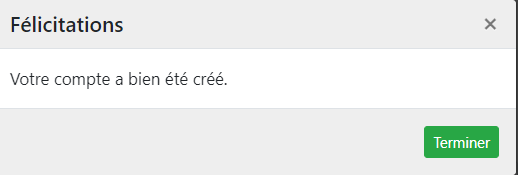 Félicitations ×
Votre compte a bien été créé.
Terminer